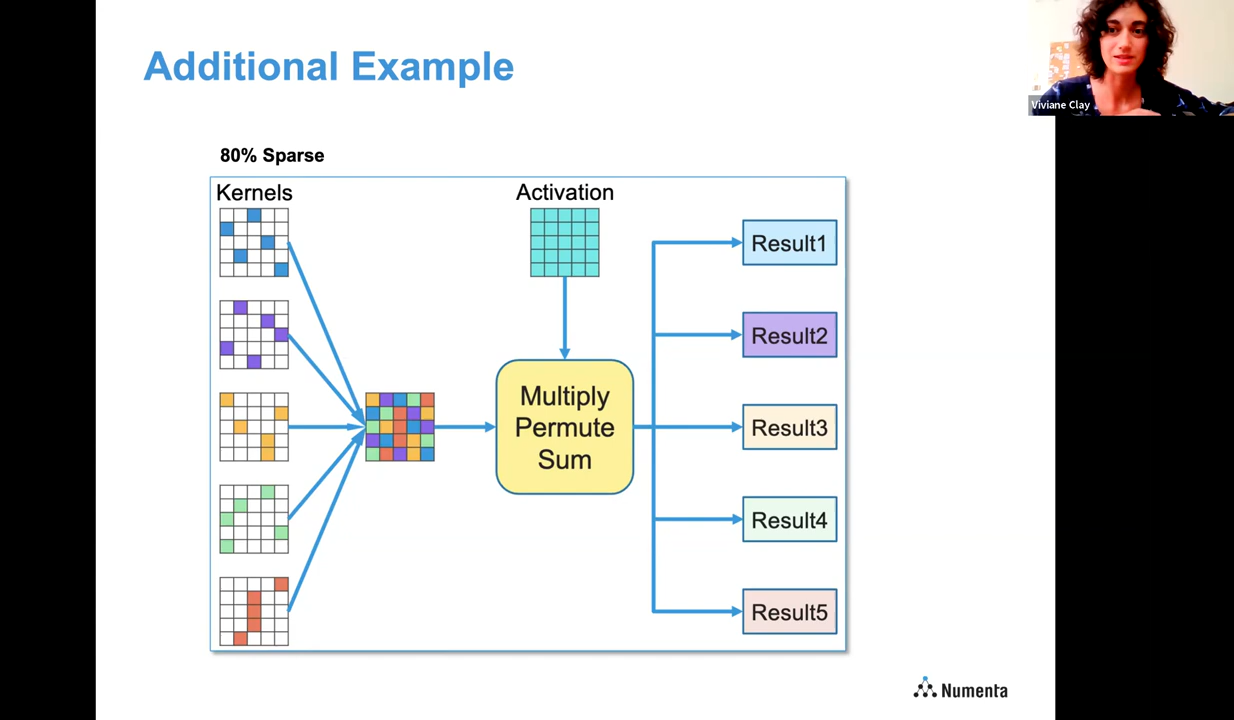 Additional Example
Viviane Clay
80% Sparse
Kernels
Activation
Multiply
Permute
Sum
Result1
Result2
Result3
Result4
Result5
Numenta